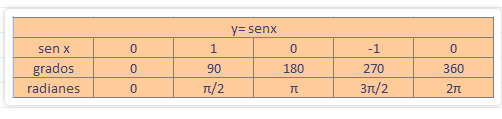 y= senx
sen x 0 1 0 -1 0
grados 0 90 180 270 360
radianes 0 π/2 π 3π/2 2π